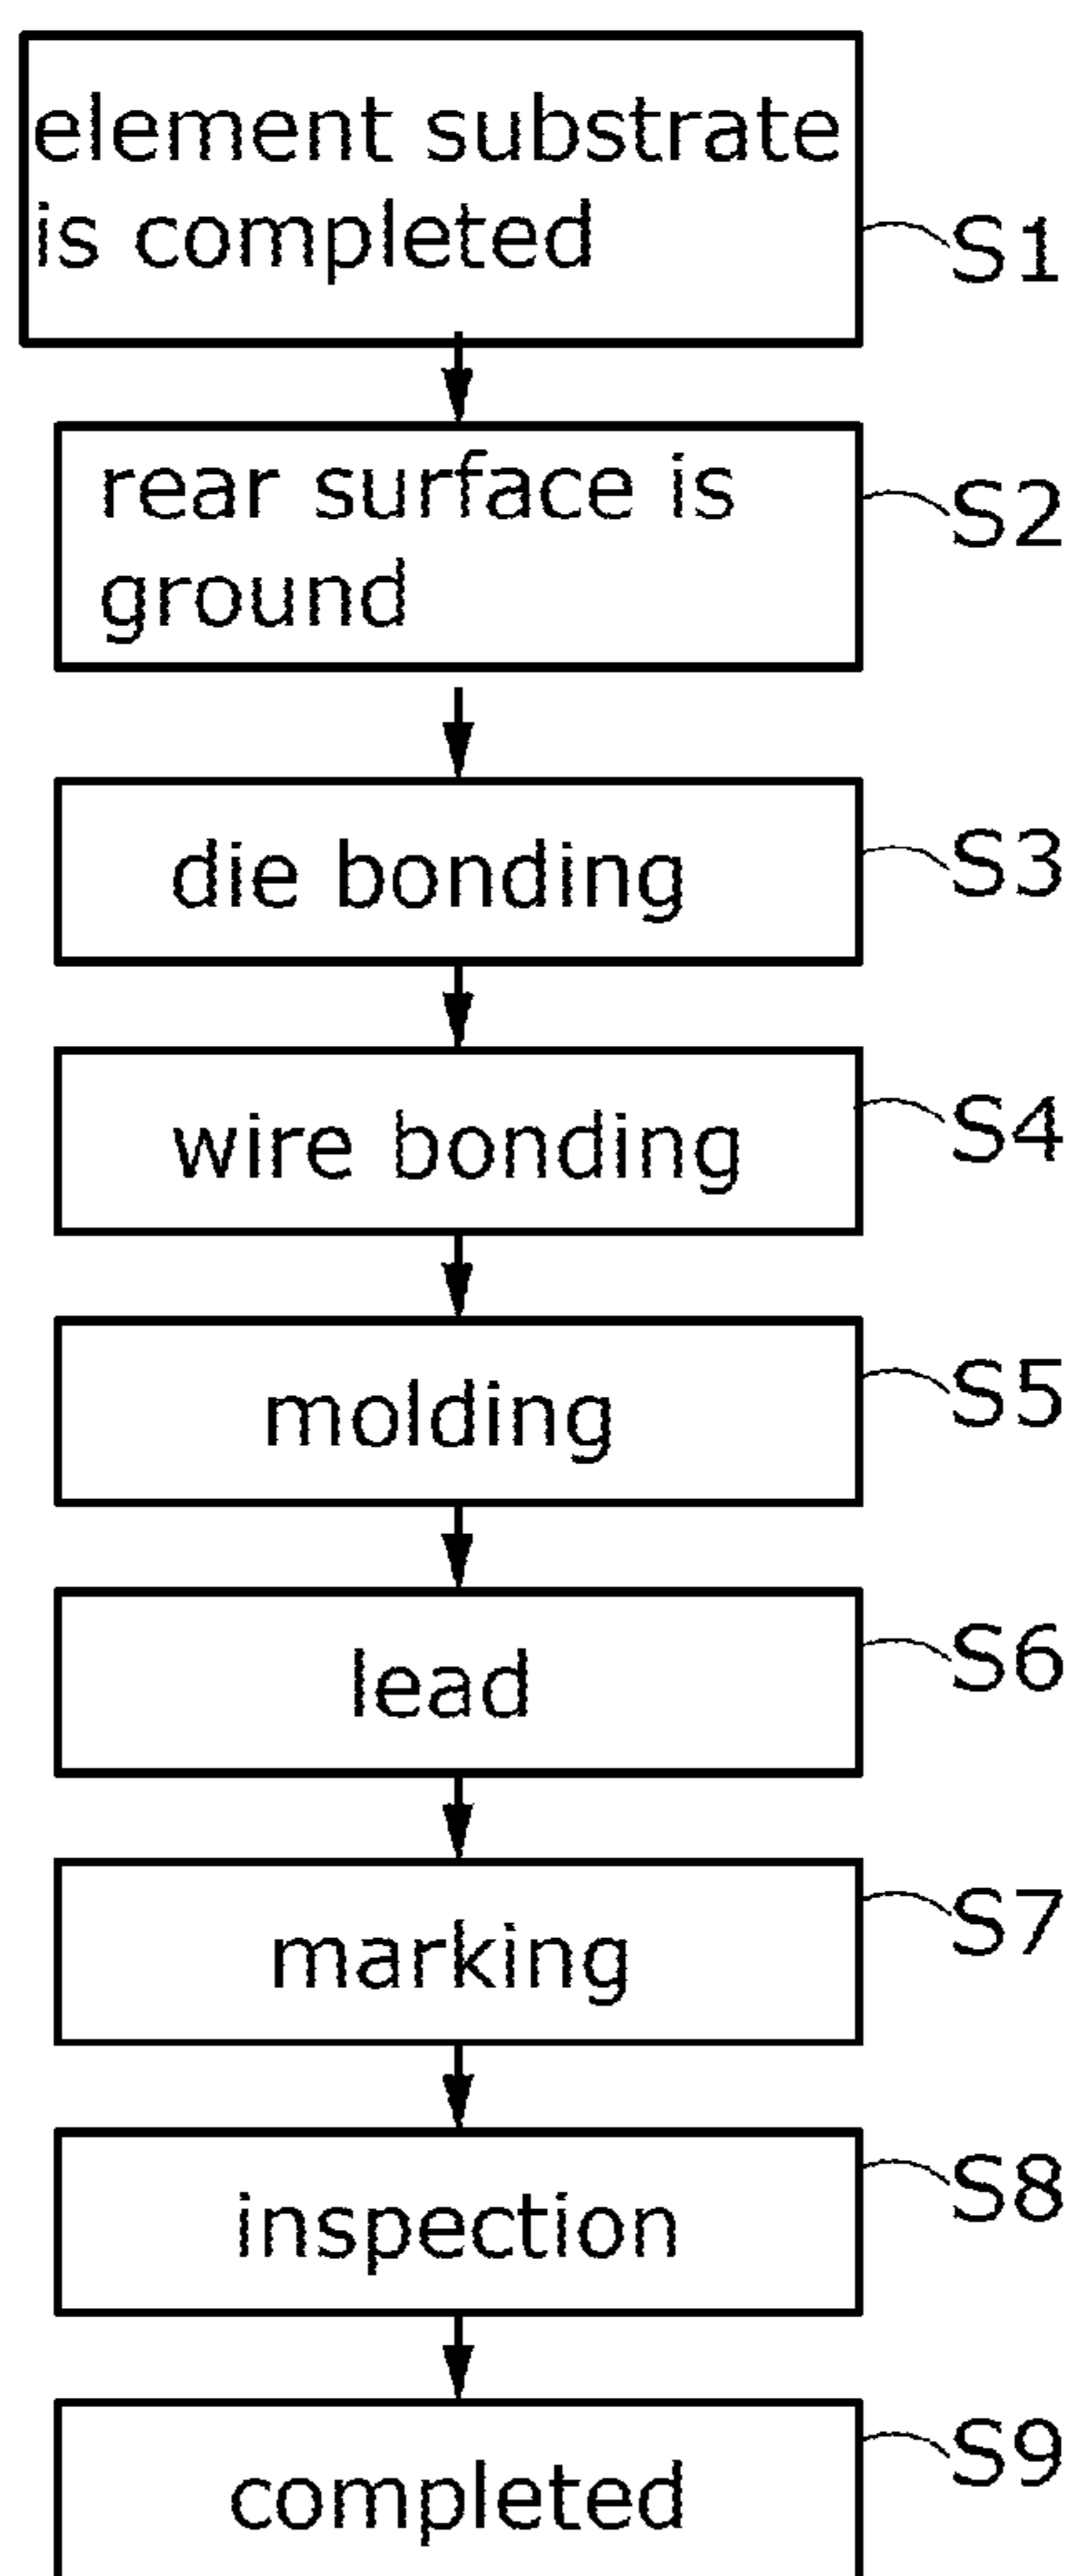 element substrate
is completed
S1
rear surface is
ground
S2
die bonding
S3
wire bonding
S4
molding
S5
lead
S6
marking
S7
inspection
S8
completed
S9